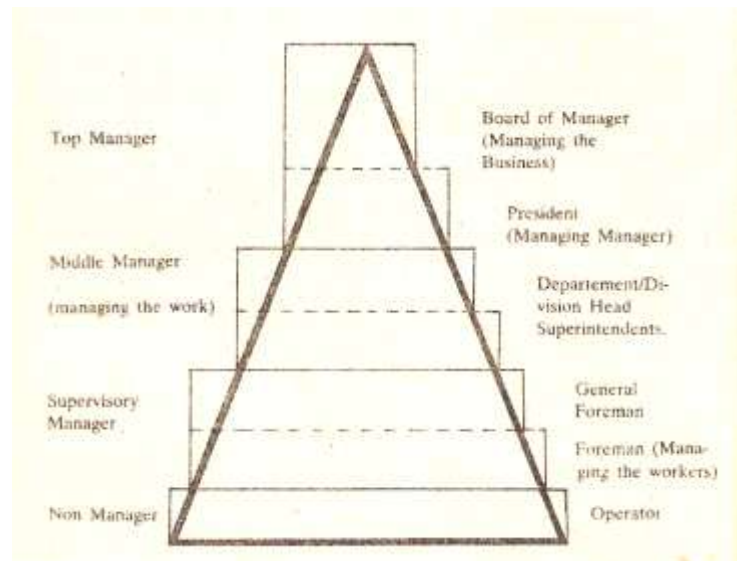 Top Manager
Board of Manager
(Managing the
Business)
President
(Managing Manager)
Middle Manager
(managing the work)
Departement/Di-
vision Head
Superintendents.
Supervisory
Manager
General
Foreman
Foreman (Mana-
ging the workers)
Non Manager
Operator